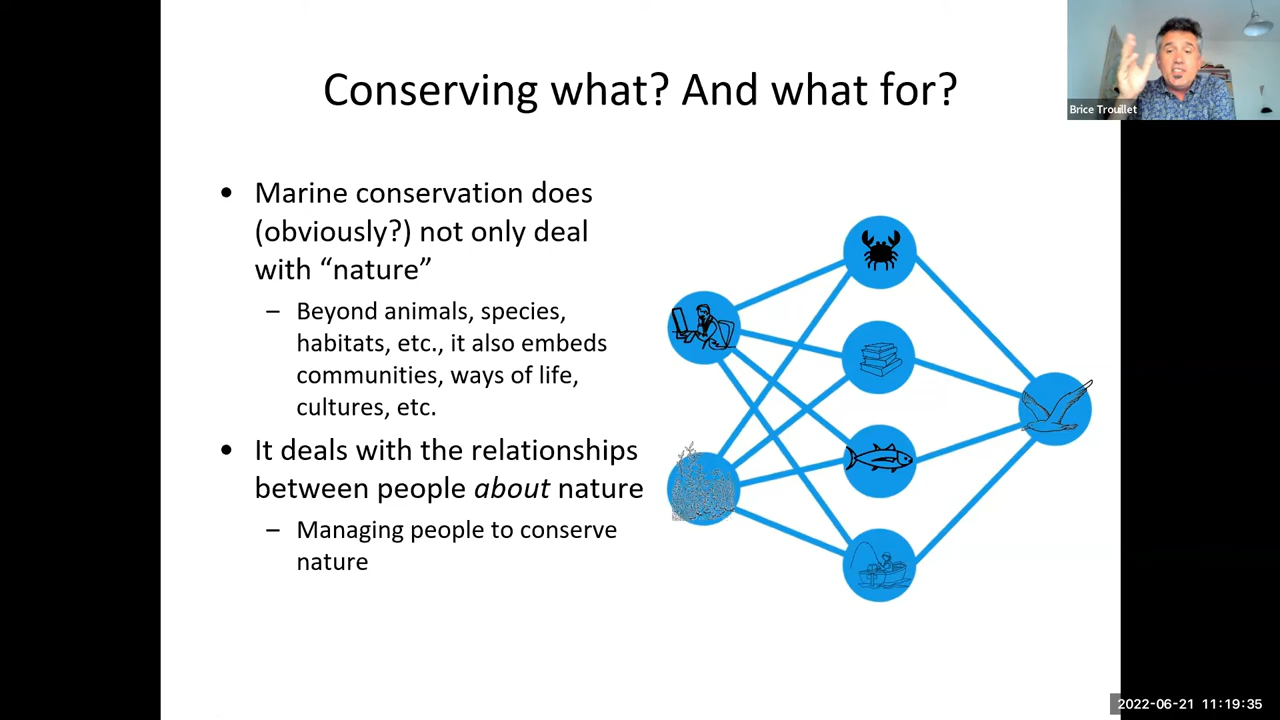 Conserving what? And what for?
Brice Trouillet
• Marine conservation does
(obviously?) not only deal
with “nature”
– Beyond animals, species,
habitats, etc., it also embeds
communities, ways of life,
cultures, etc.
• It deals with the relationships
between people about nature
– Managing people to conserve
nature
2022-06-21 11:19:35